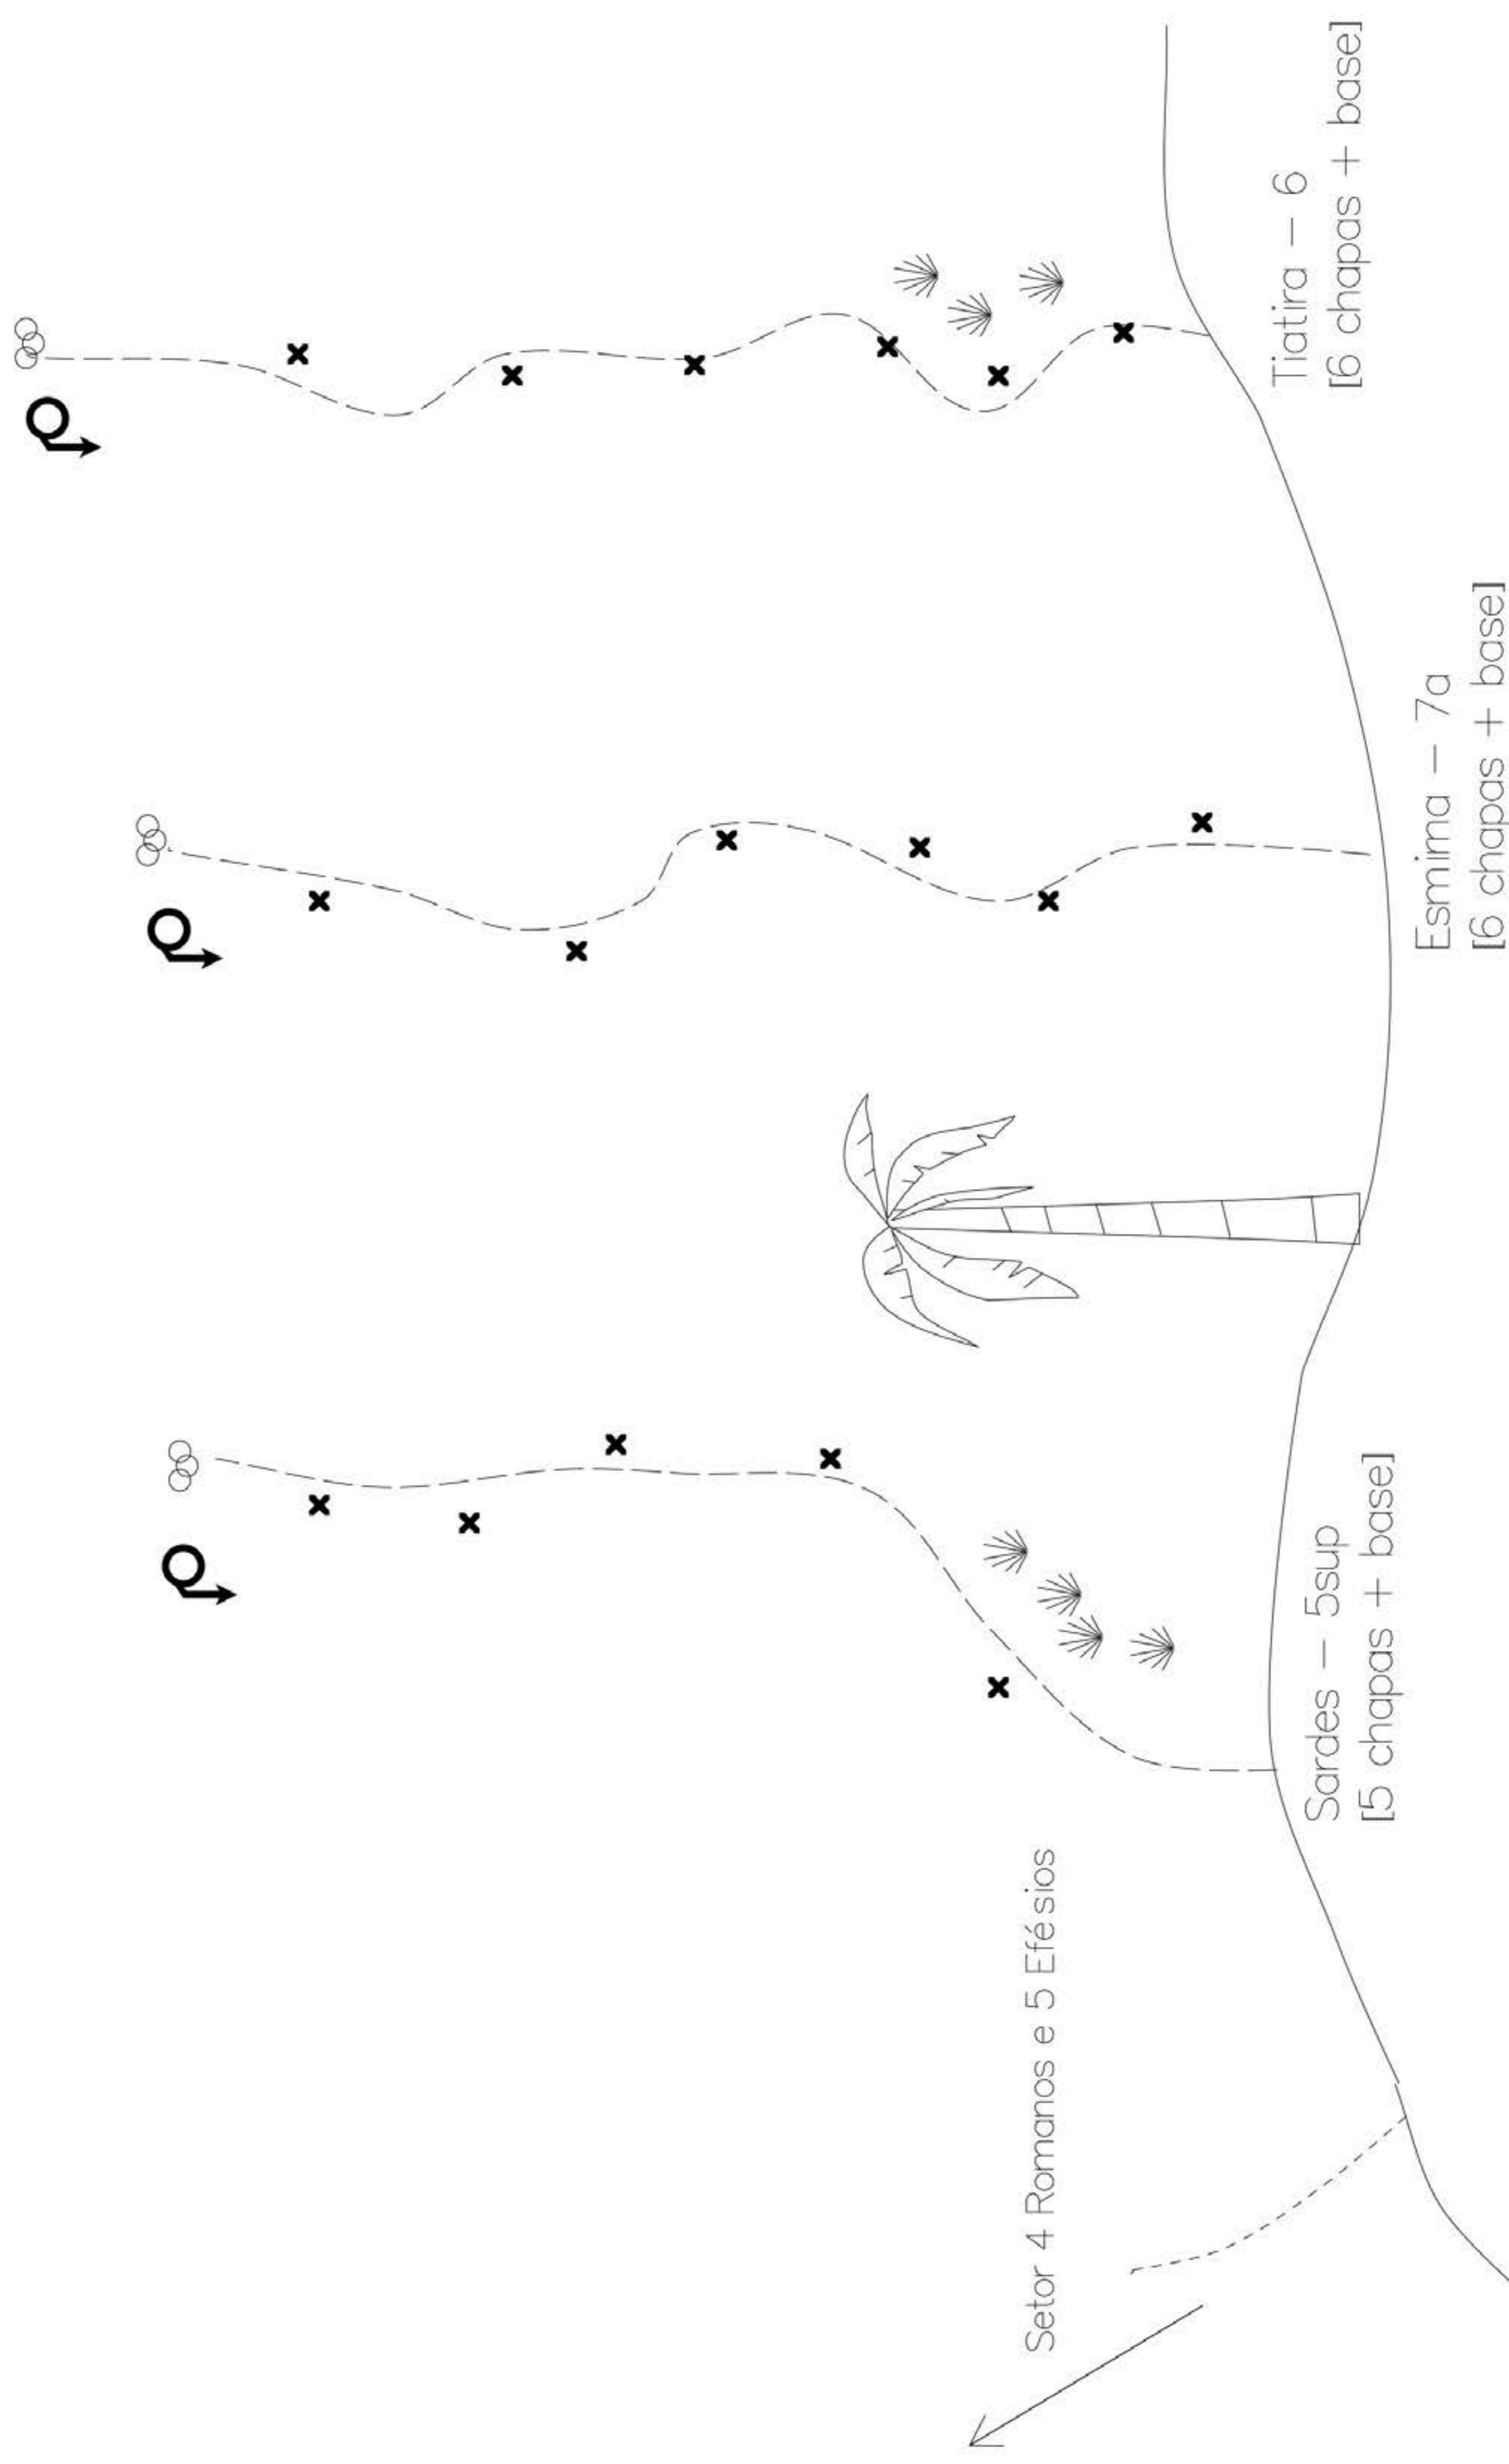 Setor 4 Romanos e 5 Efésios
Sardes - 5sup
[5 chapas + base]
Esmirna - 7a
[6 chapas + base]
Tiatira - 6
[6 chapas + base]